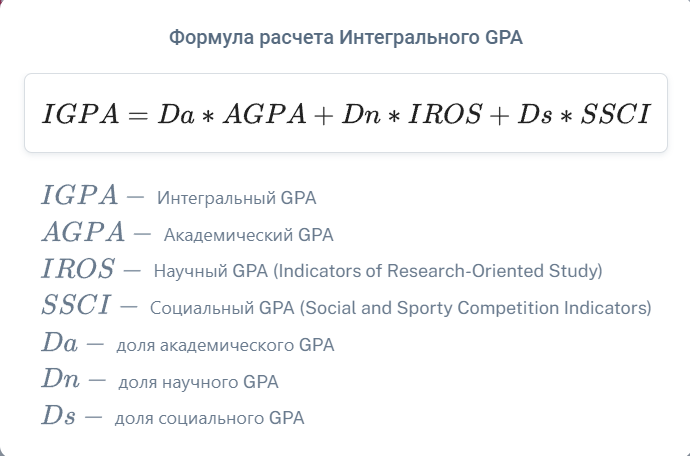 Формула расчета Интегрального GPA
IGPA = Da * AGPA + Dn * IROS + Ds * SSCI
IGPA − Интегральный GPA
AGPA − Академический GPA
IROS − Научный GPA (Indicators of Research-Oriented Study)
SSCI − Социальный GPA (Social and Sporty Competition Indicators)
Da − доля академического GPA
Dn − доля научного GPA
Ds − доля социального GPA